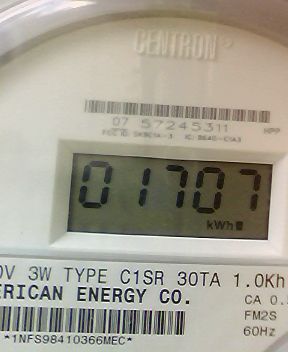 CENTRON®
07 57245311 HPP
01707
kWh
0V 3W TYPE C1SR 30TA 1.0Kh
ERICAN ENERGY CO. CA 0.
FM2S
60Hz
*1NFS98410366MEC*